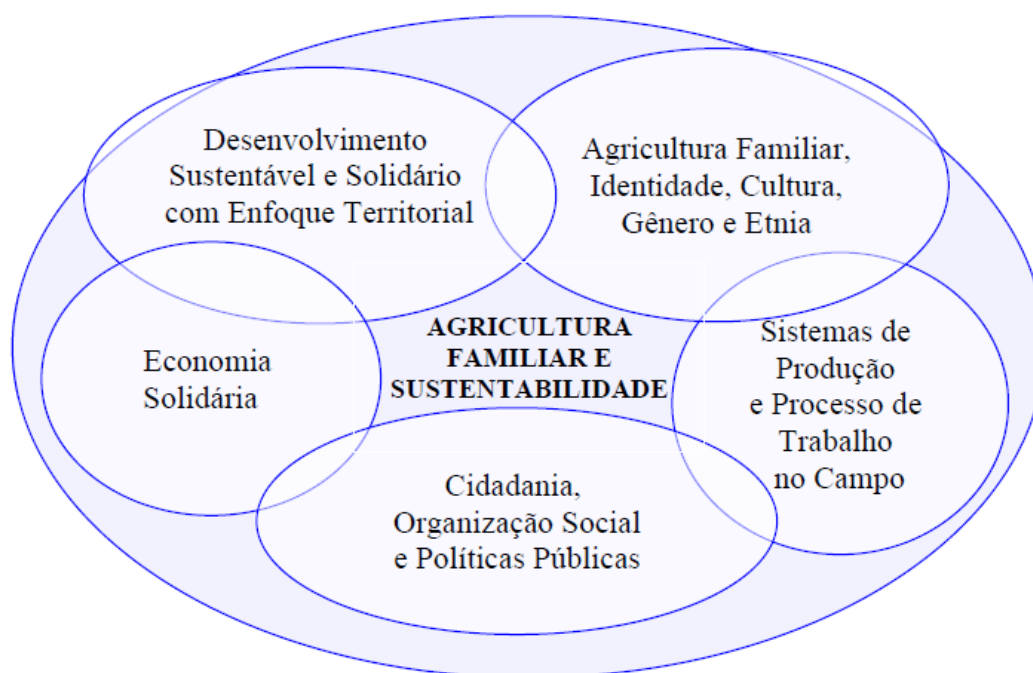 Desenvolvimento
Sustentável e Solidário
com Enfoque Territorial
Agricultura Familiar,
Identidade, Cultura,
Gênero e Etnia
Economia
Solidária
AGRICULTURA
FAMILIAR E
SUSTENTABILIDADE
Sistemas de
Produção
e Processo de
Trabalho
no Campo
Cidadania,
Organização Social
e Políticas Públicas